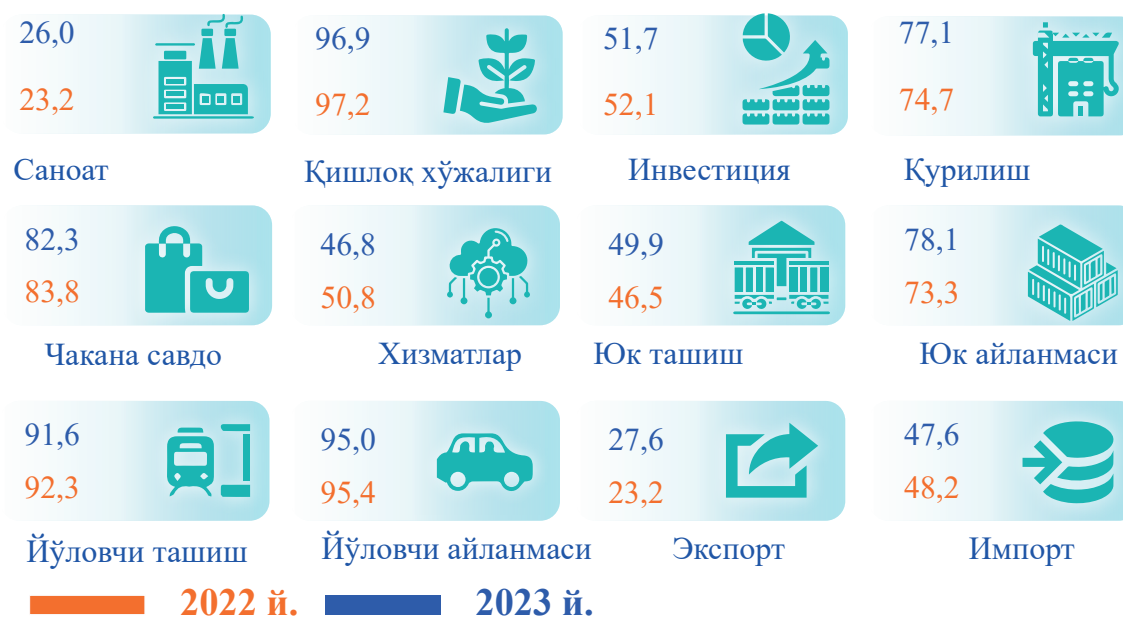 26,0
23,2
Саноат
96,9
97,2
Қишлоқ хўжалиги
51,7
52,1
Инвестиция
77,1
74,7
Қурилиш
82,3
83,8
Чакана савдо
46,8
50,8
Хизматлар
49,9
46,5
Юк ташиш
78,1
73,3
Юк айланмаси
91,6
92,3
Йўловчи ташиш
95,0
95,4
Йўловчи айланмаси
27,6
23,2
Экспорт
47,6
48,2
Импорт
2022 й.
2023 й.